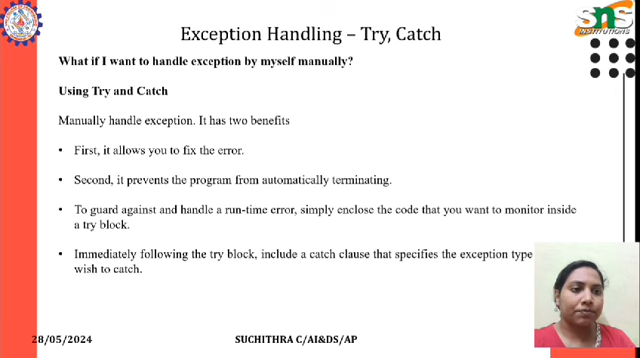 Exception Handling – Try, Catch
SNS
INSTITUTIONS
What if I want to handle exception by myself manually?
Using Try and Catch
Manually handle exception. It has two benefits
• First, it allows you to fix the error.
• Second, it prevents the program from automatically terminating.
• To guard against and handle a run-time error, simply enclose the code that you want to monitor inside
a try block.
• Immediately following the try block, include a catch clause that specifies the exception type
wish to catch.
28/05/2024
SUCHITHRA C/AI&DS/AP